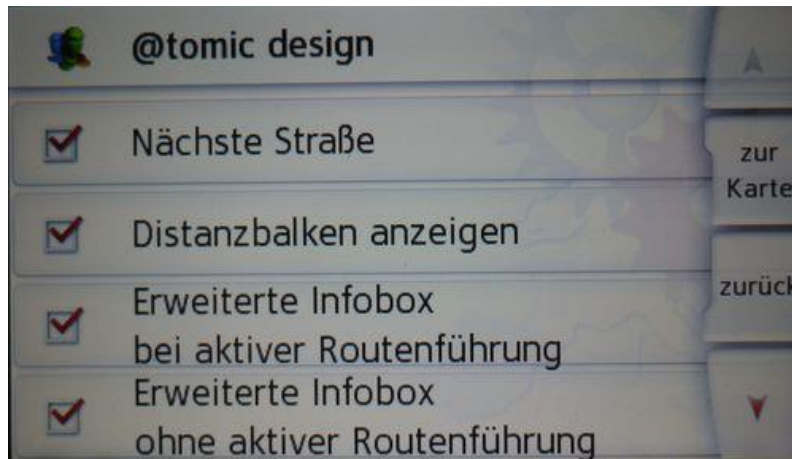 @tomic design
Nächste Straße
zur
Karte
Distanzbalken anzeigen
zurück
Erweiterte Infobox
bei aktiver Routenführung
Erweiterte Infobox
ohne aktiver Routenführung